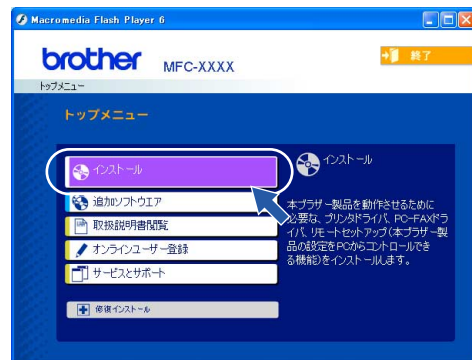 Macromedia Flash Player 6
brother MFC-XXXX
終了
トップメニュー
トップメニュー
インストール
追加ソフトウエア
取扱説明書閲覧
オンラインユーザー登録
サービスとサポート
修復インストール
インストール
本ブラザー製品を動作させるために
必要な、プリンタドライバ、PC-FAXドラ
イバ、リモートセットアップ(本ブラザー製
品の設定をPCからコントロールでき
る機能)をインストールします。